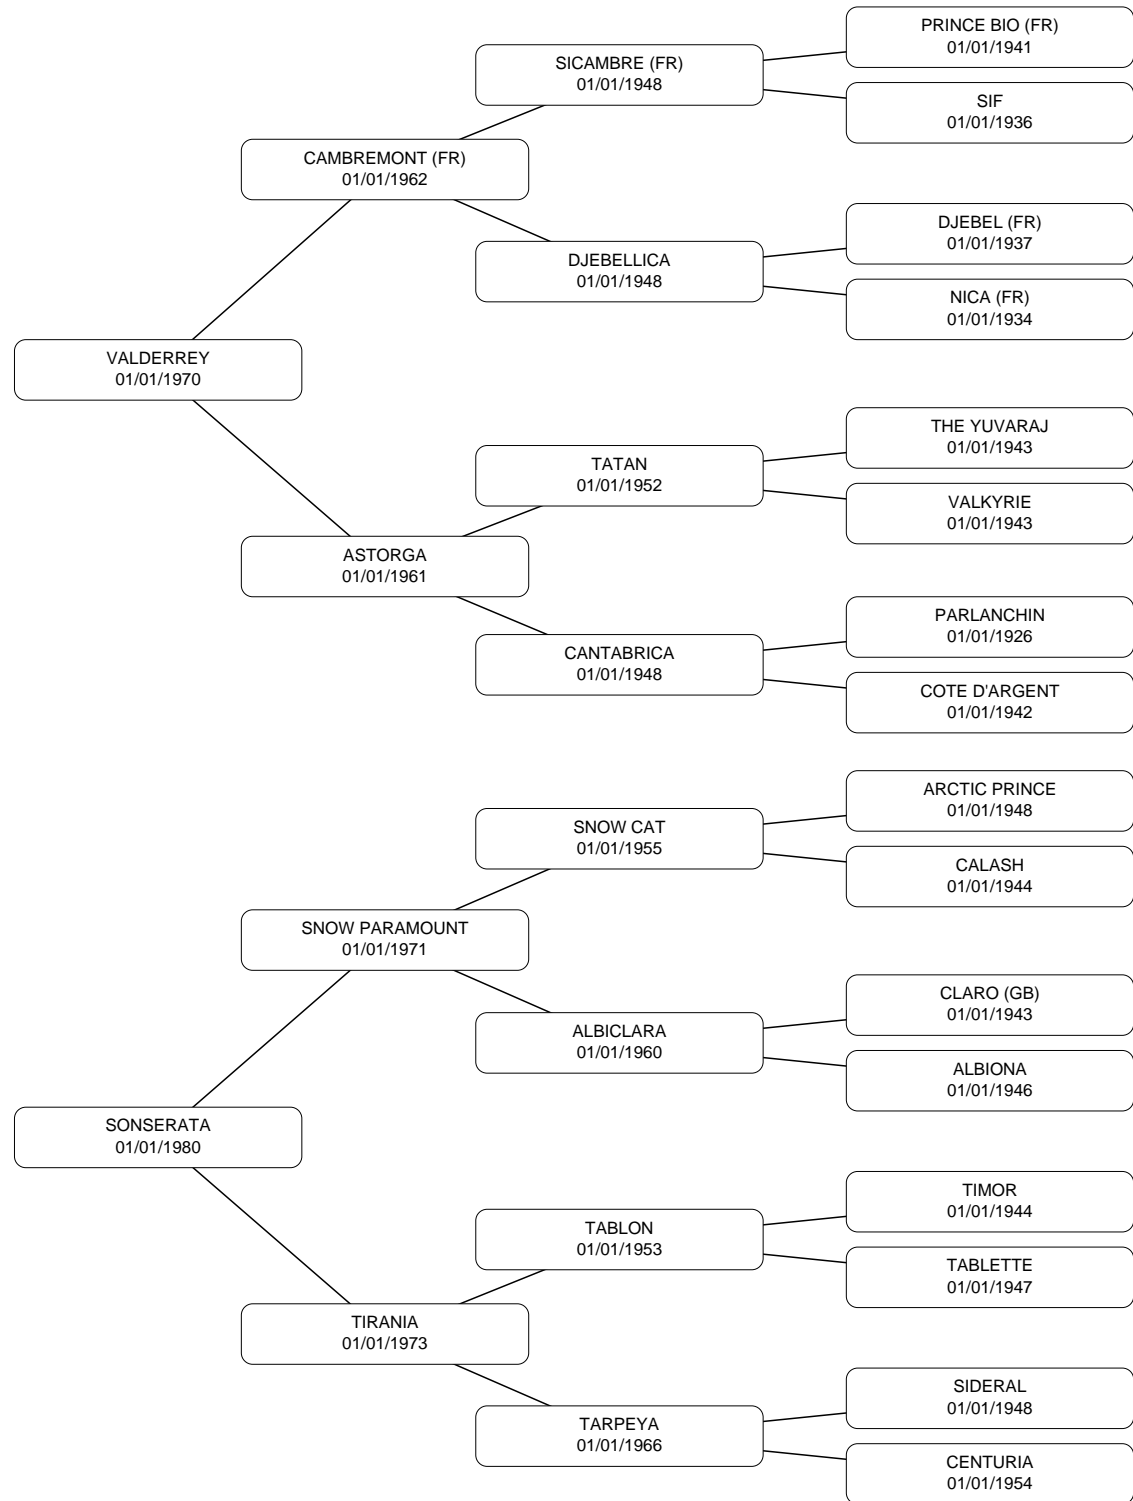 PRINCE BIO (FR)
01/01/1941
SICAMBRE (FR)
01/01/1948
SIF
01/01/1936
CAMBREMONT (FR)
01/01/1962
DJEBEL (FR)
01/01/1937
DJEBELLICA
01/01/1948
NICA (FR)
01/01/1934
VALDERREY
01/01/1970
THE YUVARAJ
01/01/1943
TATAN
01/01/1952
VALKYRIE
01/01/1943
ASTORGA
01/01/1961
PARLANCHIN
01/01/1926
CANTABRICA
01/01/1948
COTE D'ARGENT
01/01/1942
ARCTIC PRINCE
01/01/1948
SNOW CAT
01/01/1955
CALASH
01/01/1944
SNOW PARAMOUNT
01/01/1971
CLARO (GB)
01/01/1943
ALBICLARA
01/01/1960
ALBIONA
01/01/1946
SONSERATA
01/01/1980
TIMOR
01/01/1944
TABLON
01/01/1953
TABLETTE
01/01/1947
TIRANIA
01/01/1973
SIDERAL
01/01/1948
TARPEYA
01/01/1966
CENTURIA
01/01/1954